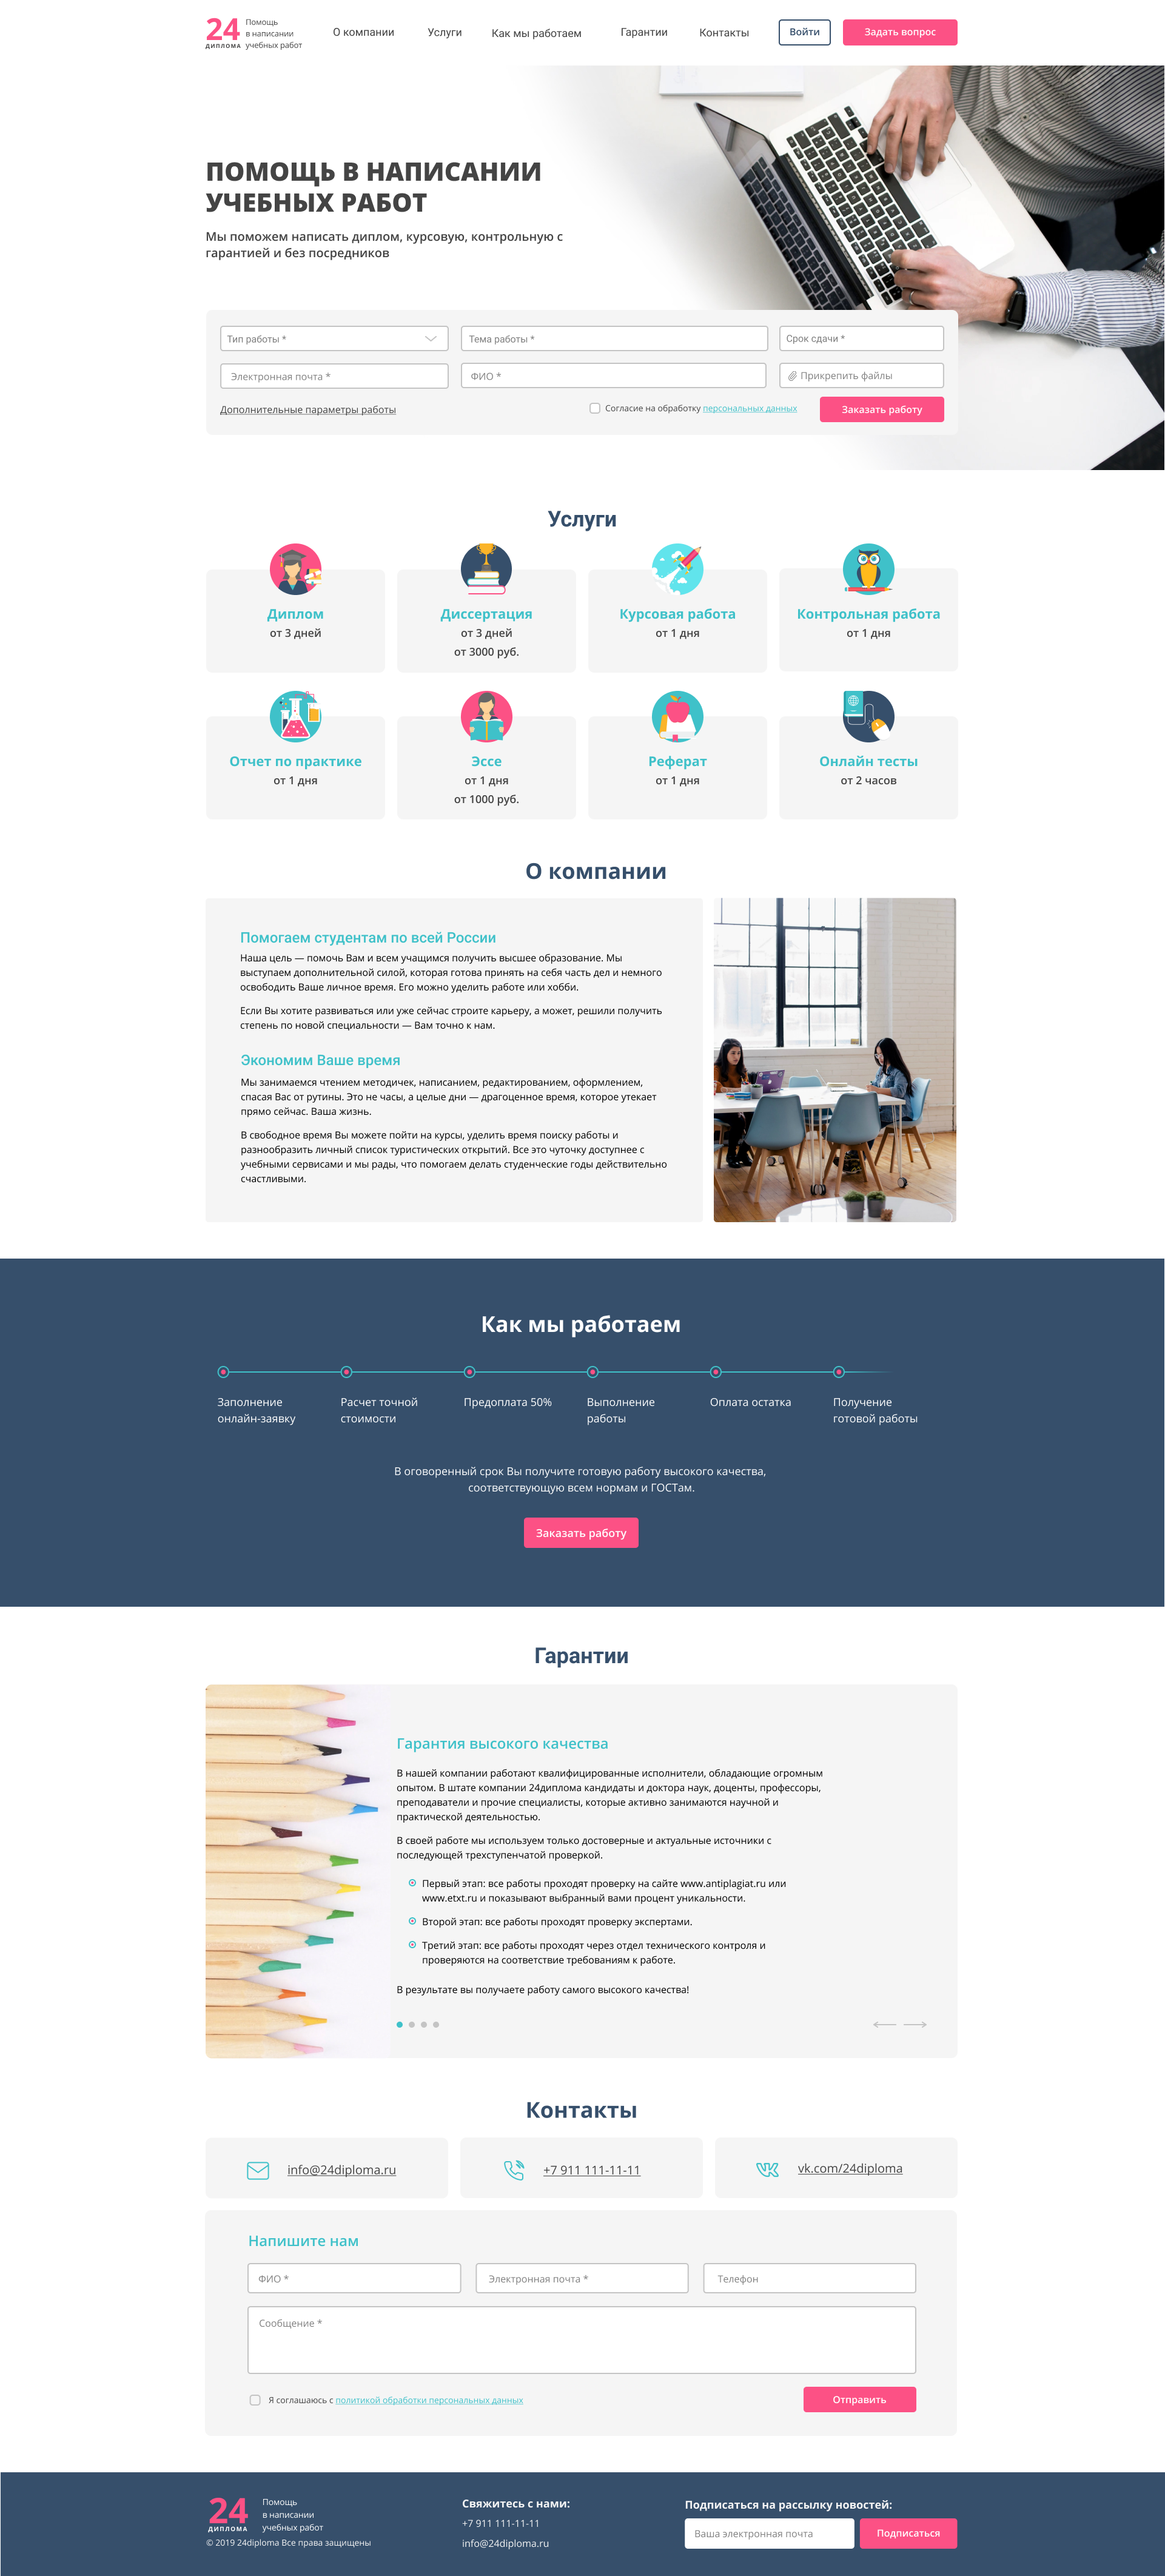 24
ДИПЛОМА
Помощь
в написании
учебных работ
О компании
Услуги
Как мы работаем
Гарантии
Контакты
Войти
Задать вопрос
ПОМОЩЬ В НАПИСАНИИ
УЧЕБНЫХ РАБОТ
Мы поможем написать диплом, курсовую, контрольную с
гарантией и без посредников
Тип работы *
Тема работы *
Срок сдачи *
Электронная почта *
ФИО *
Прикрепить файлы
Дополнительные параметры работы
Согласие на обработку персональных данных
Заказать работу
Услуги
Диплом
от 3 дней
Диссертация
от 3 дней
от 3000 руб.
Курсовая работа
от 1 дня
Контрольная работа
от 1 дня
Отчет по практике
от 1 дня
Эссе
от 1 дня
от 1000 руб.
Реферат
от 1 дня
Онлайн тесты
от 2 часов
О компании
Помогаем студентам по всей России
Наша цель — помочь Вам и всем учащимся получить высшее образование. Мы
выступаем дополнительной силой, которая готова принять на себя часть дел и немного
освободить Ваше личное время. Его можно уделить работе или хобби.
Если Вы хотите развиваться или уже сейчас строите карьеру, а может, решили получить
степень по новой специальности — Вам точно к нам.
Экономим Ваше время
Мы занимаемся чтением методичек, написанием, редактированием, оформлением,
спасая Вас от рутины. Это не часы, а целые дни — драгоценное время, которое утекает
прямо сейчас. Ваша жизнь.
В свободное время Вы можете пойти на курсы, уделить время поиску работы и
разнообразить личный список туристических открытий. Все это чуточку доступнее с
учебными сервисами и мы рады, что помогаем делать студенческие годы действительно
счастливыми.
Как мы работаем
Заполнение
онлайн-заявку
Расчет точной
стоимости
Предоплата 50%
Выполнение
работы
Оплата остатка
Получение
готовой работы
В оговоренный срок Вы получите готовую работу высокого качества,
соответствующую всем нормам и ГОСТам.
Заказать работу
Гарантии
Гарантия высокого качества
В нашей компании работают квалифицированные исполнители, обладающие огромным
опытом. В штате компании 24диплома кандидаты и доктора наук, доценты, профессоры,
преподаватели и прочие специалисты, которые активно занимаются научной и
практической деятельностью.
В своей работе мы используем только достоверные и актуальные источники с
последующей трехступенчатой проверкой.
Первый этап: все работы проходят проверку на сайте www.antiplagiat.ru или
www.etxt.ru и показывают выбранный вами процент уникальности.
Второй этап: все работы проходят проверку экспертами.
Третий этап: все работы проходят через отдел технического контроля и
проверяются на соответствие требованиям к работе.
В результате вы получаете работу самого высокого качества!
Контакты
info@24diploma.ru
+7 911 111-11-11
vk.com/24diploma
Напишите нам
ФИО *
Электронная почта *
Телефон
Сообщение *
Я соглашаюсь с политикой обработки персональных данных
Отправить
24
ДИПЛОМА
Помощь
в написании
учебных работ
© 2019 24diploma Все права защищены
Свяжитесь с нами:
+7 911 111-11-11
info@24diploma.ru
Подписаться на рассылку новостей:
Ваша электронная почта
Подписаться